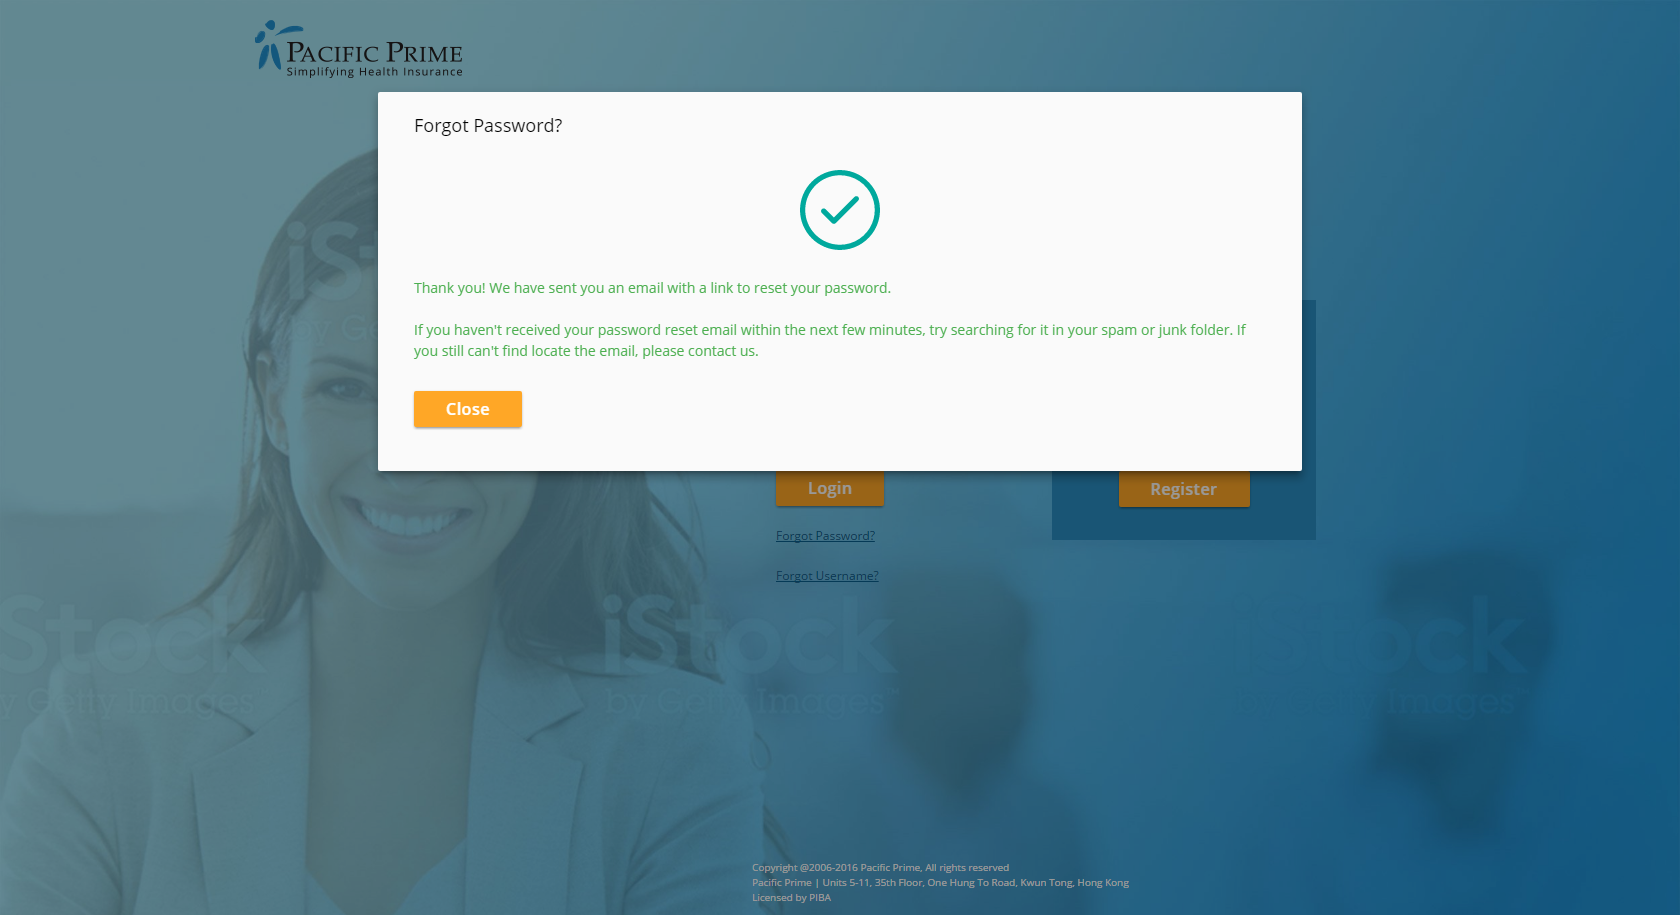 PACIFIC PRIME
Simplifying Health Insurance
Forgot Password?
Thank you! We have sent you an email with a link to reset your password.
If you haven't received your password reset email within the next few minutes, try searching for it in your spam or junk folder. If
you still can't find locate the email, please contact us.
Close
Login
Register
Forgot Password?
Forgot Username?
iSt
by Ge
iStock
by Getty Images
iStock
by Getty Images™
iStock
by Getty Images™
Copyright @2006-2016 Pacific Prime, All rights reserved
Pacific Prime | Units 5-11, 35th Floor, One Hung To Road, Kwun Tong, Hong Kong
Licensed by PIBA